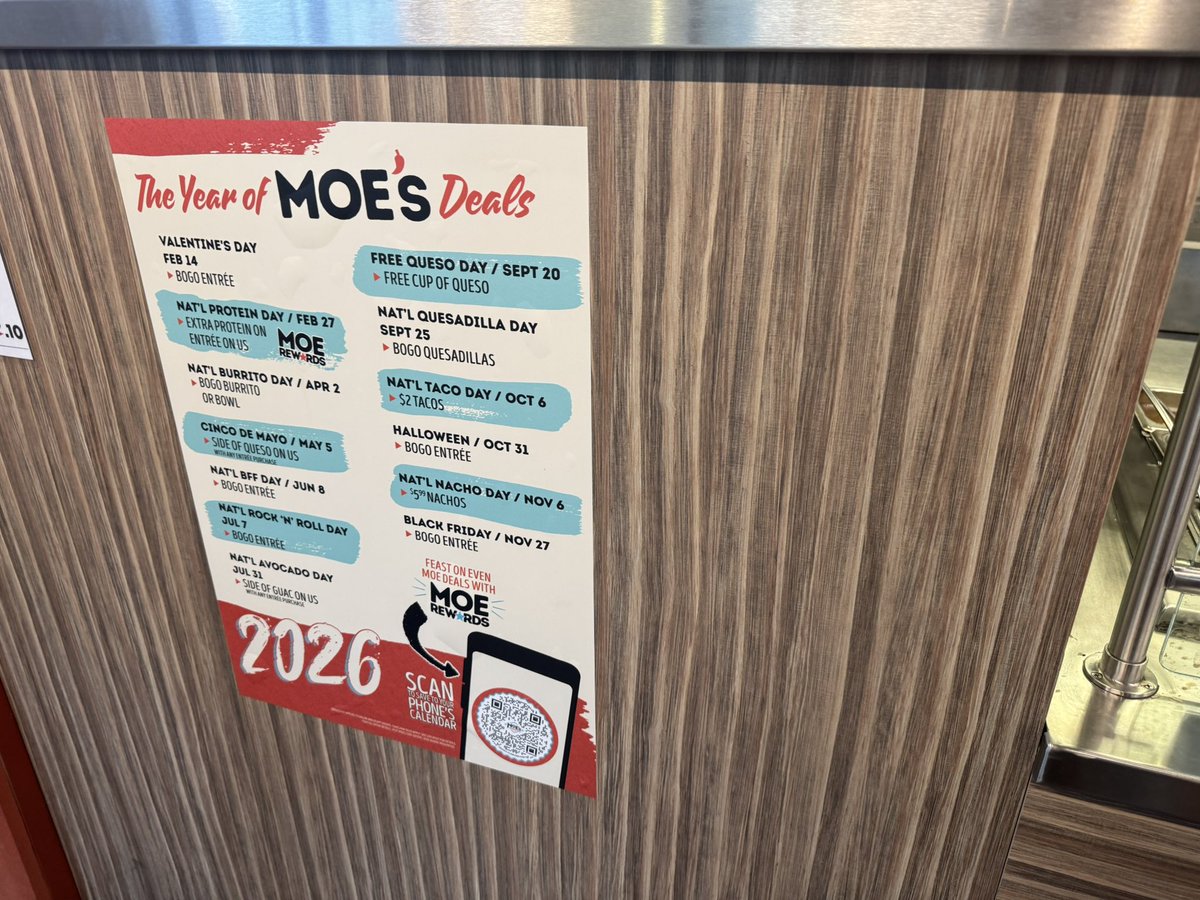 The Year of MOE'S Deals
VALENTINE'S DAY
FEB 14
BOGO ENTRÉE
NAT'L PROTEIN DAY / FEB 27
EXTRA PROTEIN ON
ENTRÉE ON US
MOE
REWARDS
NAT'L BURRITO DAY / APR 2
BOGO BURRITO
OR BOWL
CINCO DE MAYO / MAY 5
SIDE OF QUESO ON US
WITH ANY ENTRÉE PURCHASE
NAT'L BFF DAY / JUN 8
BOGO ENTRÉE
NAT'L ROCK 'N' ROLL DAY
JUL 7
BOGO ENTRÉE
NAT'L AVOCADO DAY
JUL 31
SIDE OF GUAC ON US
WITH ANY ENTRÉE PURCHASE
FREE QUESO DAY / SEPT 20
FREE CUP OF QUESO
NAT'L QUESADILLA DAY
SEPT 25
BOGO QUESADILLAS
NAT'L TACO DAY / OCT 6
$2 TACOS
HALLOWEEN / OCT 31
BOGO ENTRÉE
NAT'L NACHO DAY / NOV 6
$5.99 NACHOS
BLACK FRIDAY / NOV 27
BOGO ENTRÉE
FEAST ON EVEN
MOE DEALS WITH
MOE
REWARDS
2026
SCAN
TO SAVE TO YOUR
PHONE'S
CALENDAR
.10